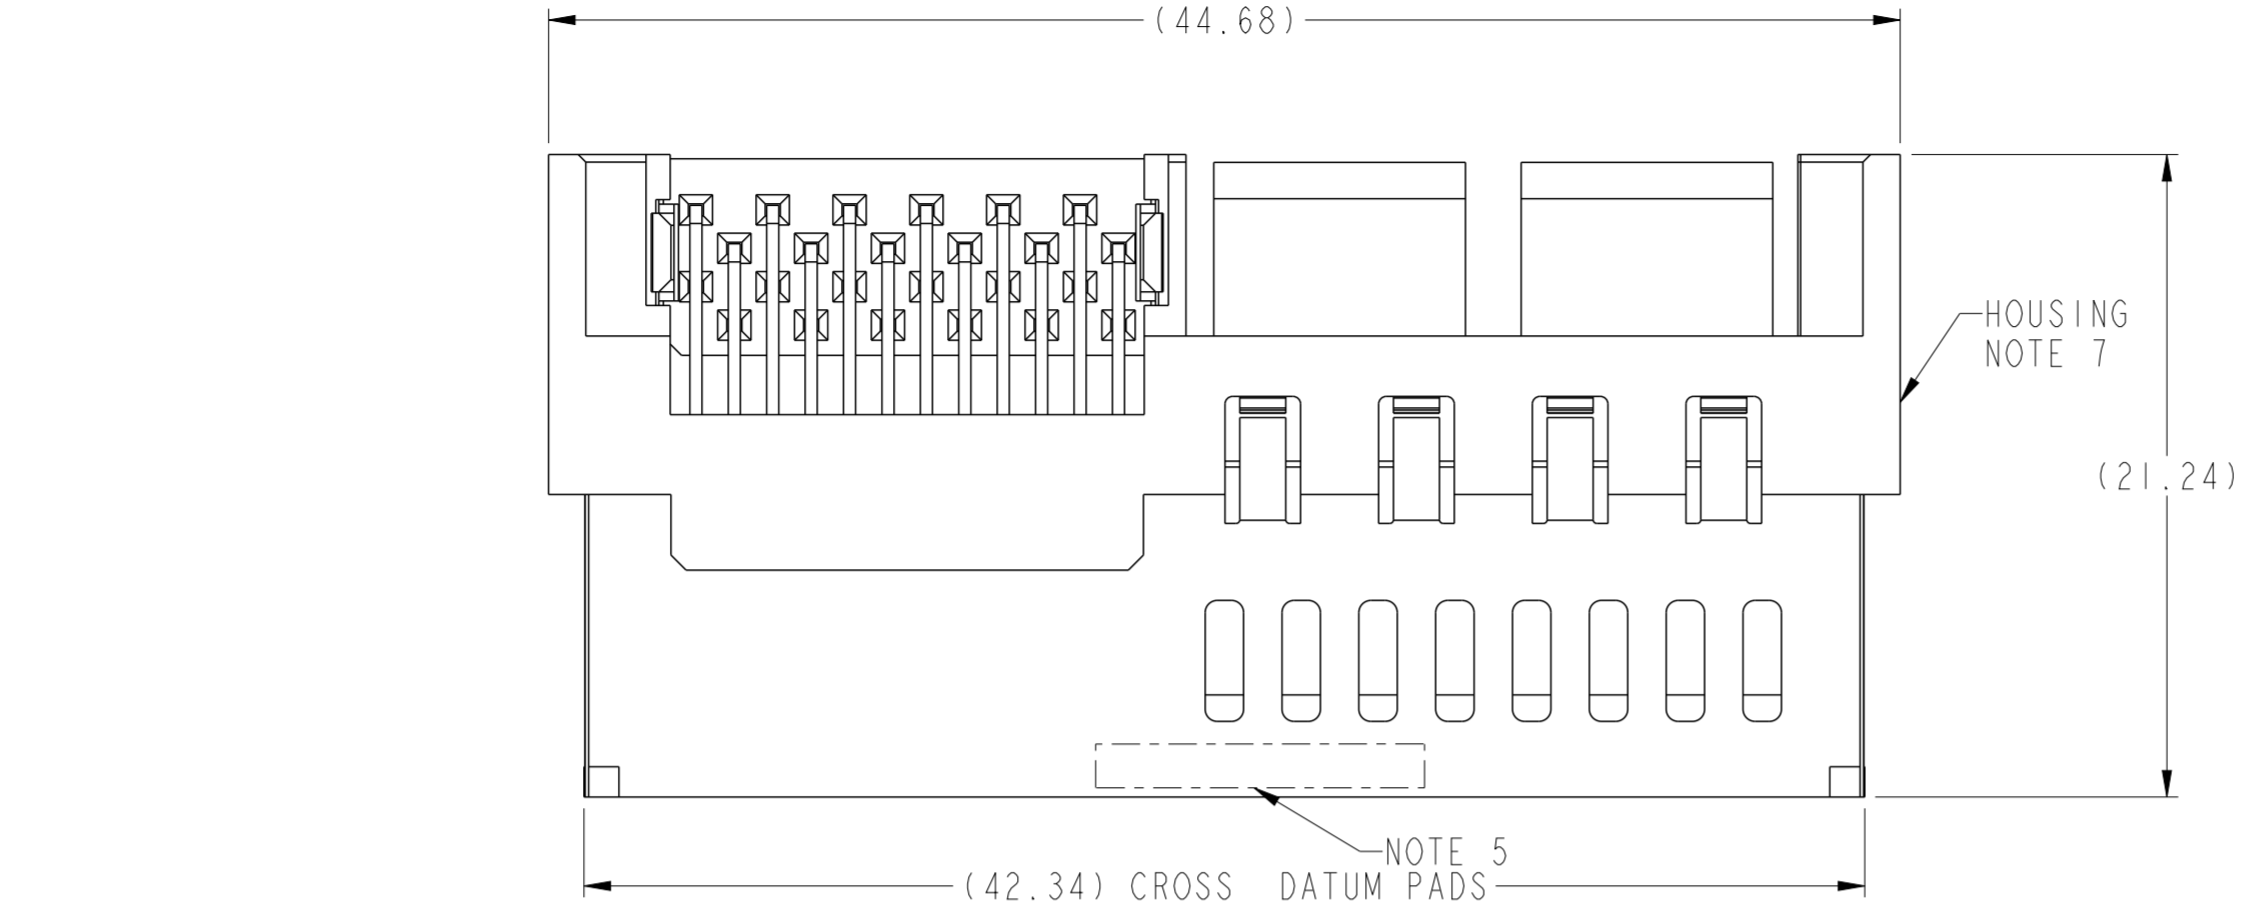 (44.68)
HOUSING
NOTE 7
(21.24)
NOTE 5
(42.34) CROSS DATUM PADS